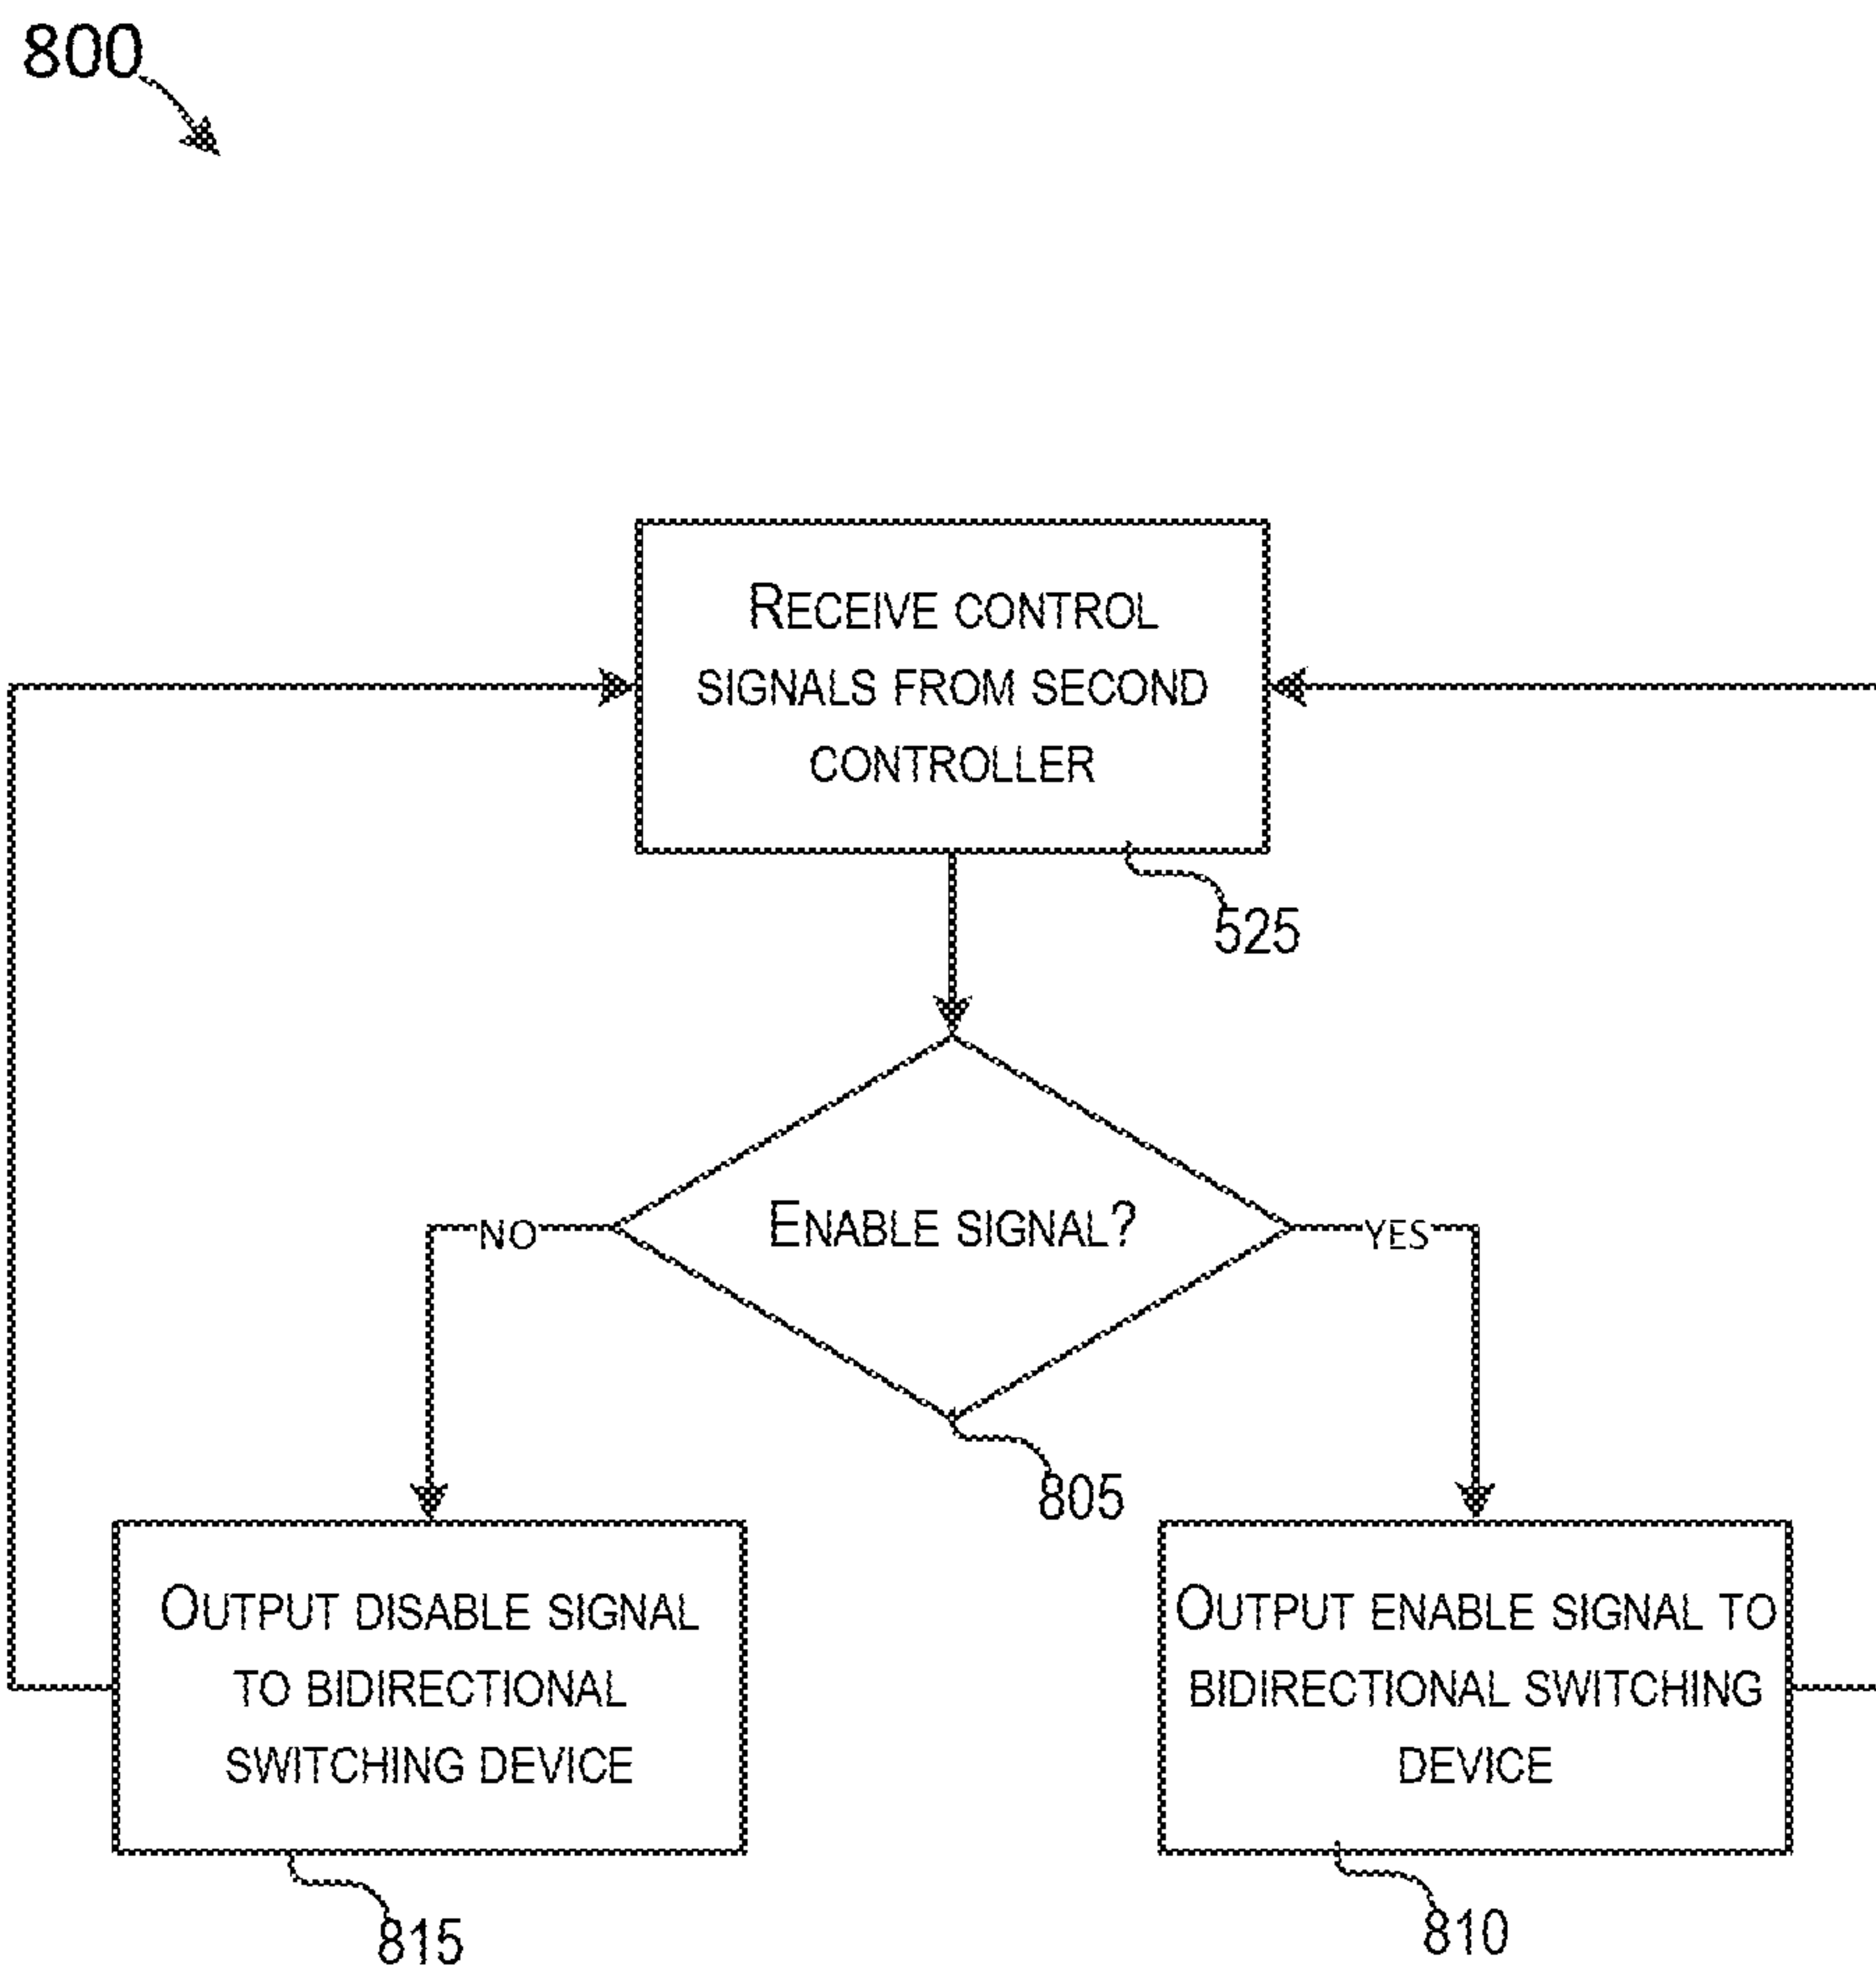 800
RECEIVE CONTROL
SIGNALS FROM SECOND
CONTROLLER
525
ENABLE SIGNAL?
NO
YES
805
OUTPUT DISABLE SIGNAL
TO BIDIRECTIONAL
SWITCHING DEVICE
815
OUTPUT ENABLE SIGNAL TO
BIDIRECTIONAL SWITCHING
DEVICE
810